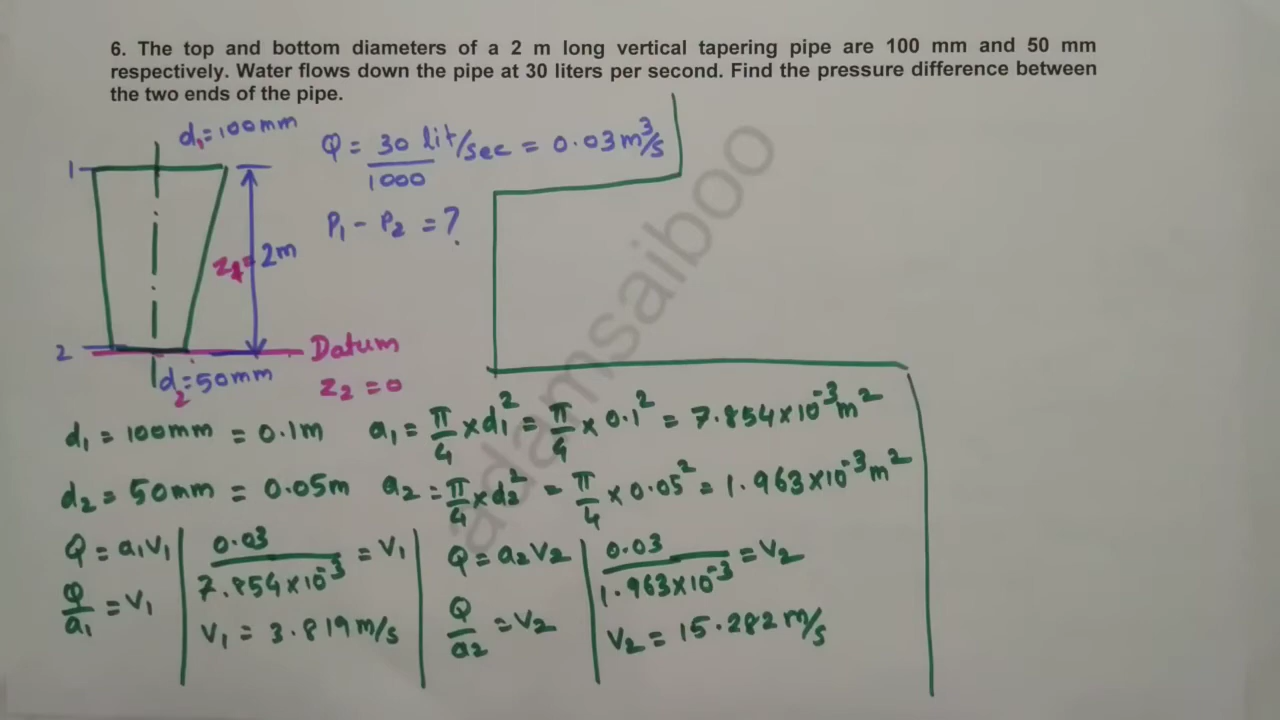 6. The top and bottom diameters of a 2 m long vertical tapering pipe are 100 mm and 50 mm
respectively. Water flows down the pipe at 30 liters per second. Find the pressure difference between
the two ends of the pipe.
d₁=100mm
Q = 30/1000 lit/sec = 0.03 m³/s
1
P₁ - P₂ = ?
Z₁= 2m
2
Datum
d₂=50mm
Z₂ = 0
d₁ = 100mm = 0.1m a₁ = π/4 × d₁² = π/4 × 0.1² = 7.854×10⁻³ m²
d₂ = 50mm = 0.05m a₂ = π/4 × d₂² = π/4 × 0.05² = 1.963×10⁻³ m²
Q = a₁V₁
Q/a₁ = V₁
0.03/7.854×10⁻³ = V₁
V₁ = 3.819 m/s
Q = a₂V₂
Q/a₂ = V₂
0.03/1.963×10⁻³ = V₂
V₂ = 15.282 m/s
adamsaiboo